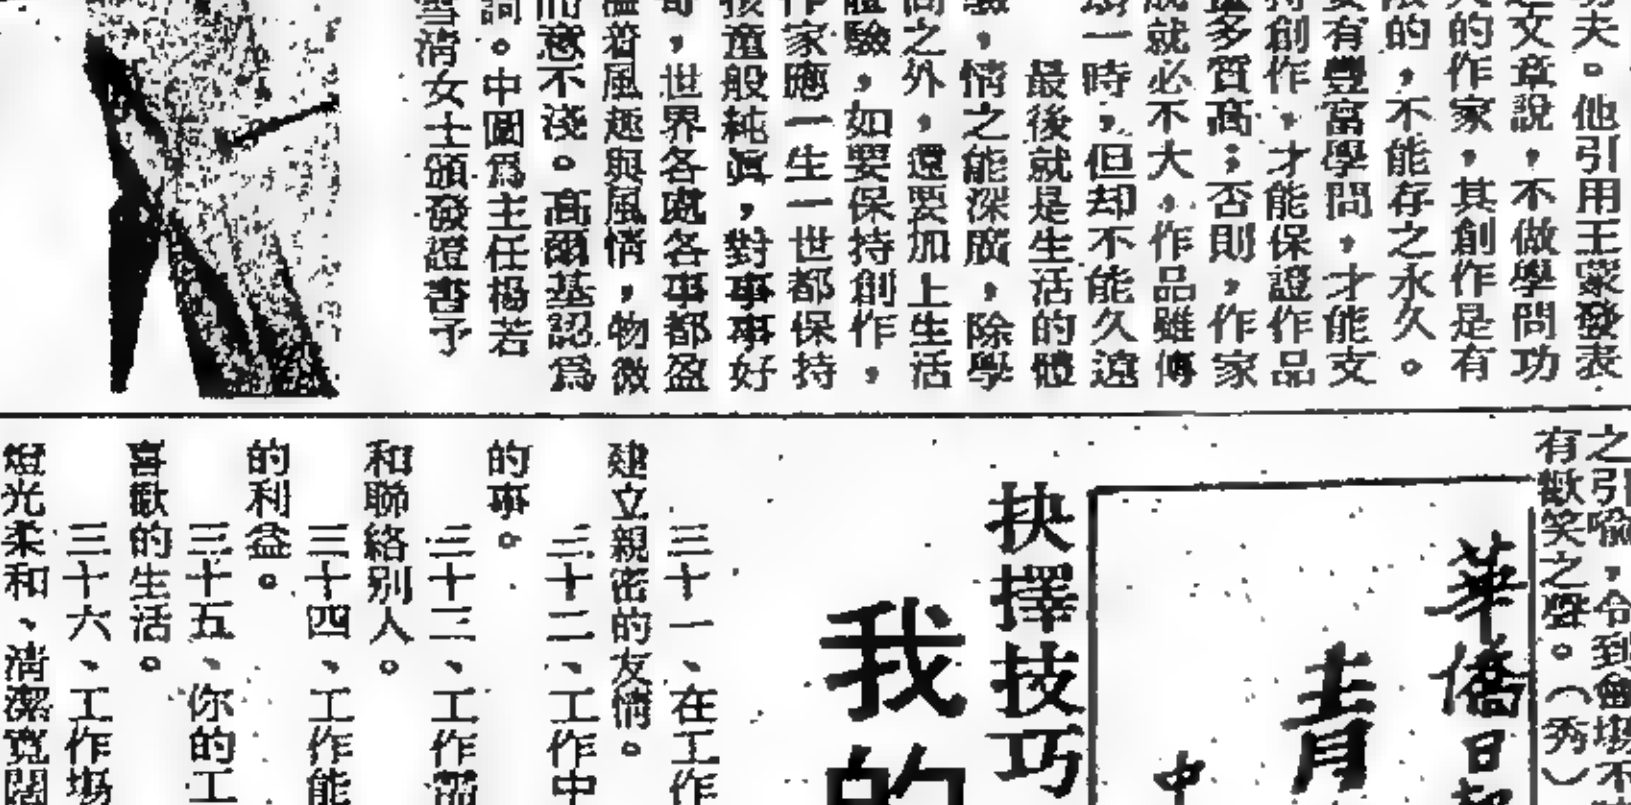 功夫。他引用王蒙發表
文章說，不做學問功
的作家，其創作是有
限的，不能存之永久。
要有豐富學問，才能支
持創作，才能保證作品
多質高；否則，作家
成就必不大，作品雖傳
一時，但却不能久遠
最後就是生活的體
驗，情之能深廣，除學
問之外，還要加上生活
體驗，如要保持創作，
作家應一生一世都保持
孩童般純眞，對事事好
奇，世界各處各事都盈
溢着風趣與風情，物微
而意不淺。高爾基認爲
詞。中圖爲主任楊若
雪淸女士頒發證書予
之引喻，令到會場不
有歡笑之聲。（秀）
華僑日報
靑
中
抉擇技巧
我的
三十一、在工作
建立親密的友情。
三十二、工作中
的事。
三十三、工作需
和聯絡別人。
三十四、工作能
的利益。
三十五、你的工
喜歡的生活。
三十六、工作場
燈光柔和、淸潔寬闊